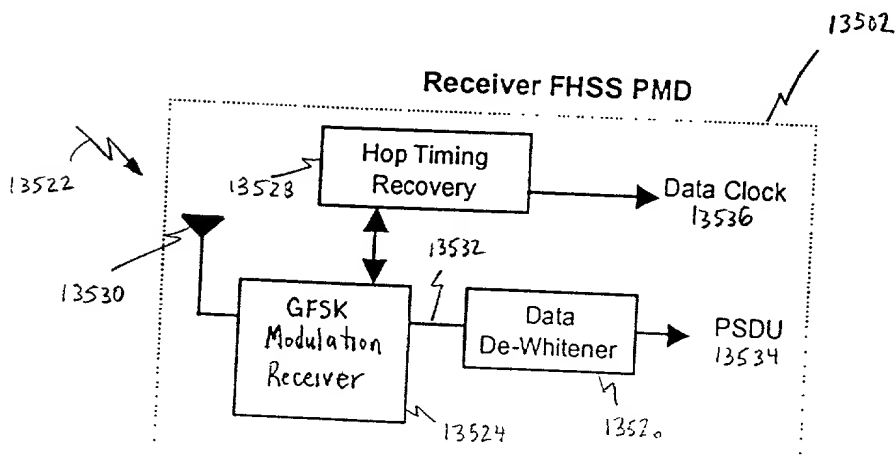 13502
Receiver FHSS PMD
Hop Timing
Recovery
Data Clock
13536
13522
13528
13532
13530
GFSK
Modulation
Receiver
Data
De-Whitener
PSDU
13534
13524
13520